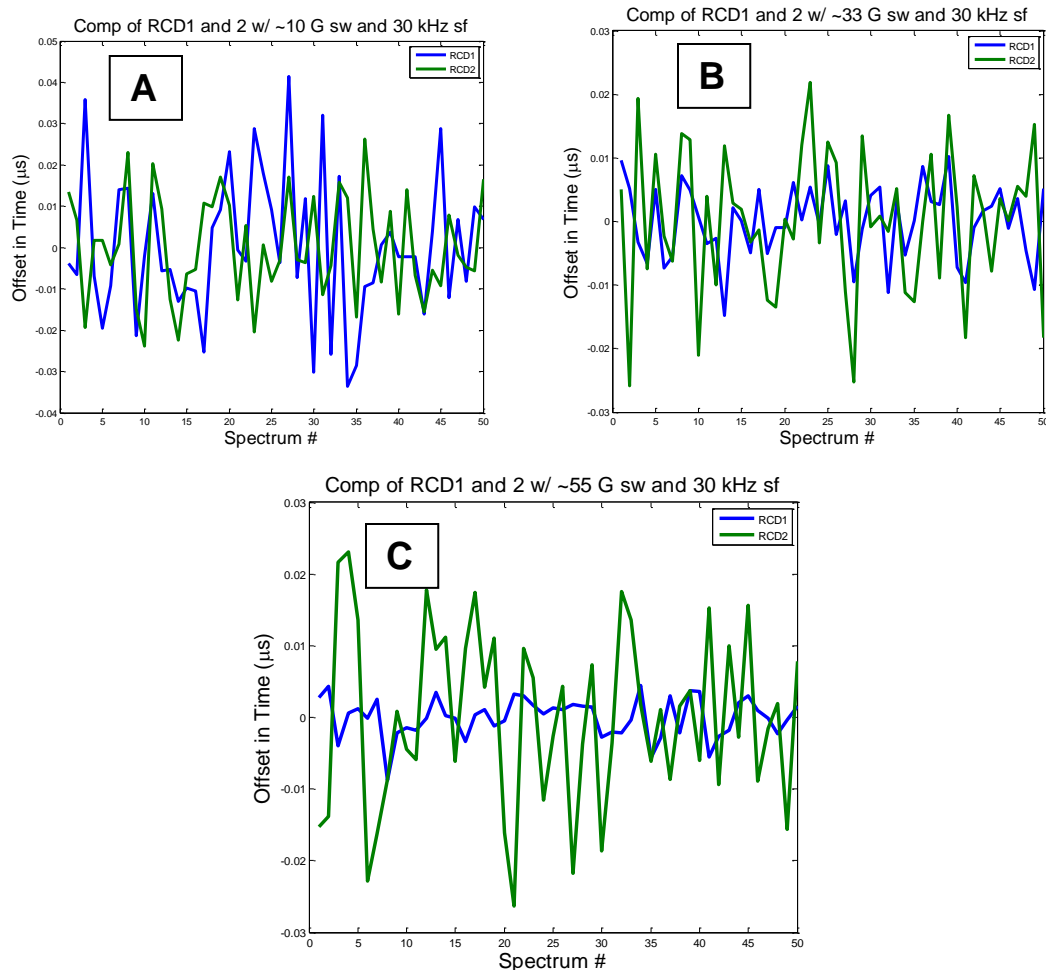 Comp of RCD1 and 2 w/ ~10 G sw and 30 kHz sf
A
RCD1
RCD2
0.05
0.04
0.03
0.02
0.01
0
-0.01
-0.02
-0.03
-0.04
Offset in Time (µs)
0 5 10 15 20 25 30 35 40 45 50
Spectrum #
Comp of RCD1 and 2 w/ ~33 G sw and 30 kHz sf
B
RCD1
RCD2
0.03
0.02
0.01
0
-0.01
-0.02
-0.03
Offset in Time (µs)
0 5 10 15 20 25 30 35 40 45 50
Spectrum #
Comp of RCD1 and 2 w/ ~55 G sw and 30 kHz sf
C
RCD1
RCD2
0.03
0.02
0.01
0
-0.01
-0.02
-0.03
Offset in Time (µs)
0 5 10 15 20 25 30 35 40 45 50
Spectrum #